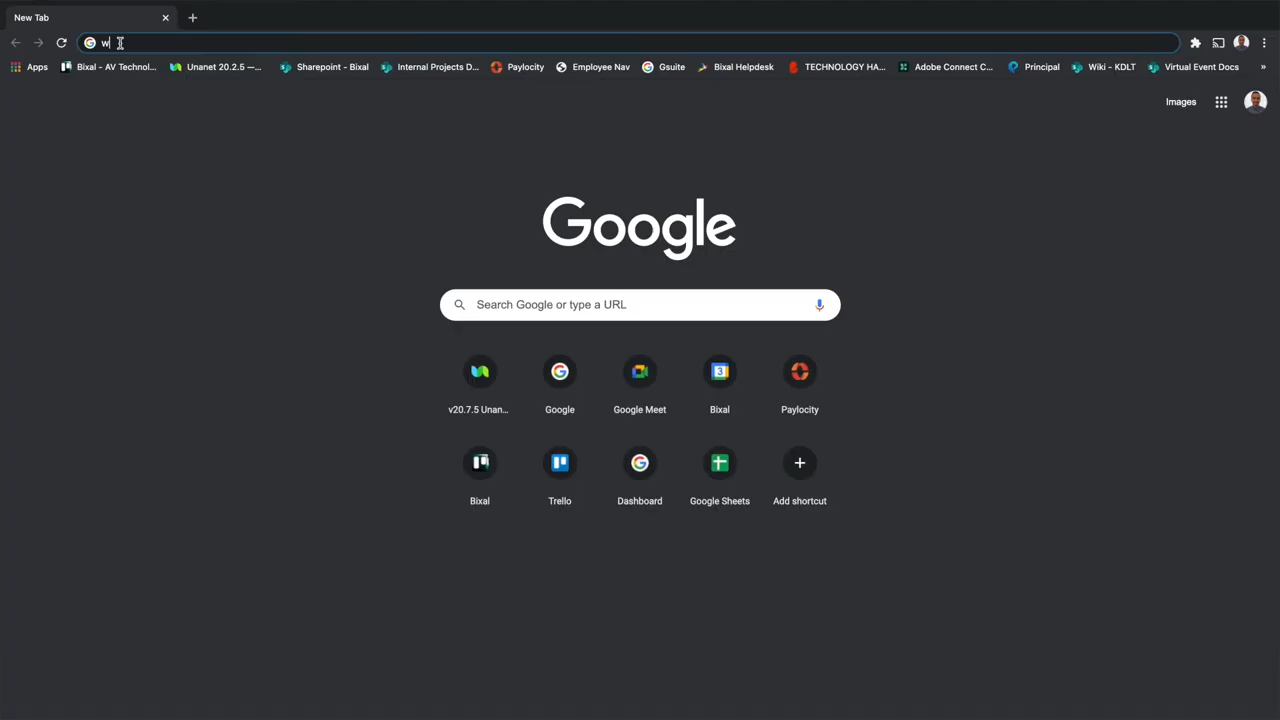 New Tab
w
Apps Bixal - AV Technol... Unanet 20.2.5 —... Sharepoint - Bixal Internal Projects D... Paylocity Employee Nav Gsuite Bixal Helpdesk TECHNOLOGY HA... Adobe Connect C... Principal Wiki - KDLT Virtual Event Docs »
Images
Google
Search Google or type a URL
3
v20.7.5 Unan... Google Google Meet Bixal Paylocity
Bixal Trello Dashboard Google Sheets Add shortcut